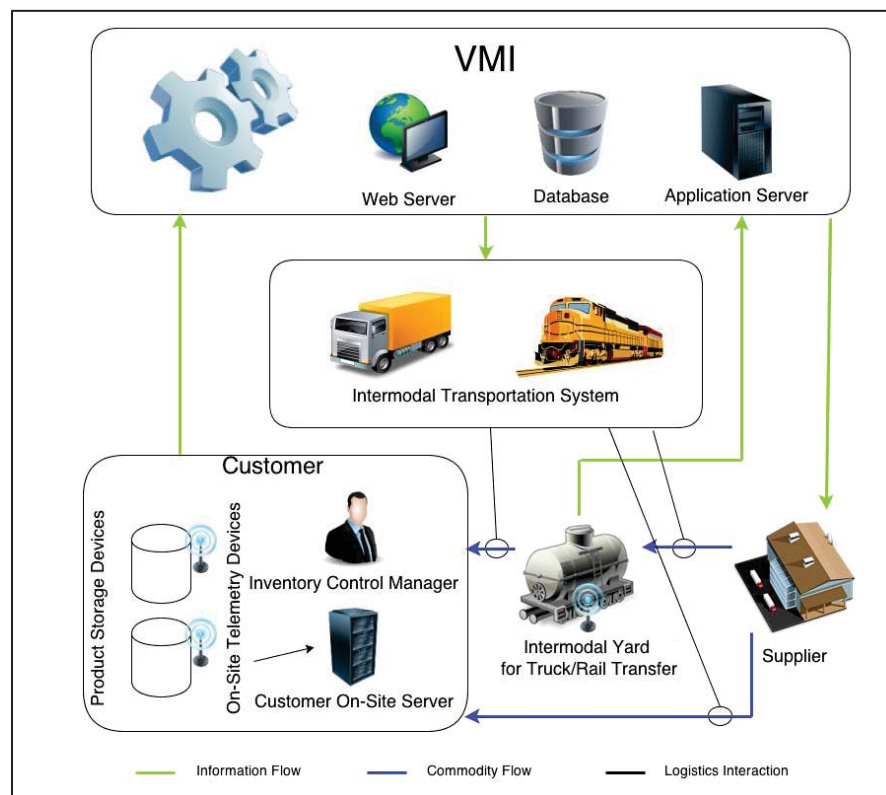 VMI
Web Server
Database
Application Server
Intermodal Transportation System
Customer
Product Storage Devices
On-Site Telemetry Devices
Inventory Control Manager
Customer On-Site Server
Intermodal Yard
for Truck/Rail Transfer
Supplier
Information Flow
Commodity Flow
Logistics Interaction